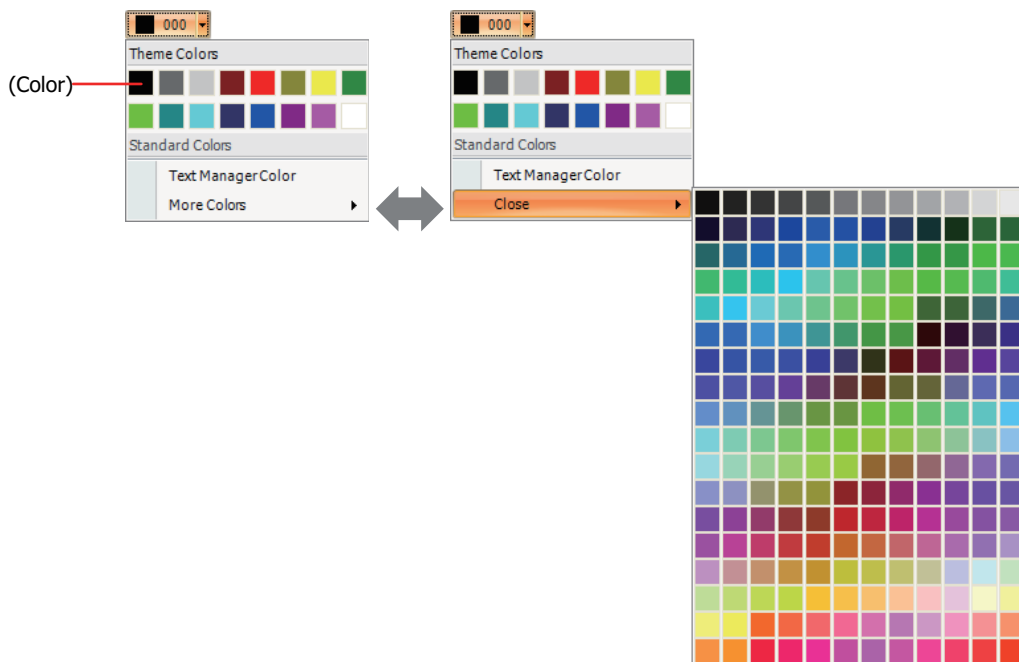 000
Theme Colors
(Color)
Standard Colors
Text Manager Color
More Colors
000
Theme Colors
Standard Colors
Text Manager Color
Close